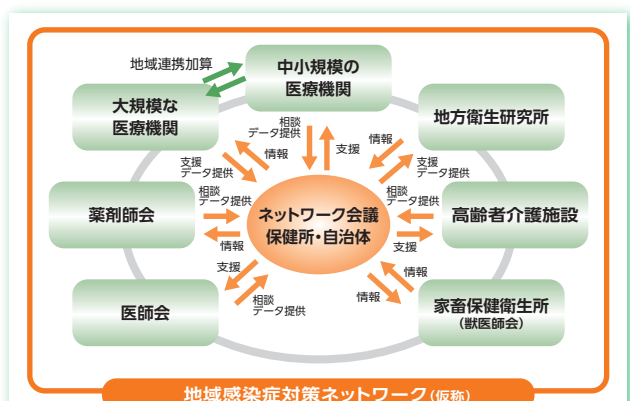 地域連携加算
中小規模の
医療機関
大規模な
医療機関
地方衛生研究所
相談
データ提供
支援
情報
支援
データ提供
情報
支援
データ提供
薬剤師会
相談
データ提供
情報
ネットワーク会議
保健所・自治体
相談
データ提供
支援
高齢者介護施設
医師会
支援
相談
データ提供
情報
情報
家畜保健衛生所
(獣医師会)
地域感染症対策ネットワーク(仮称)